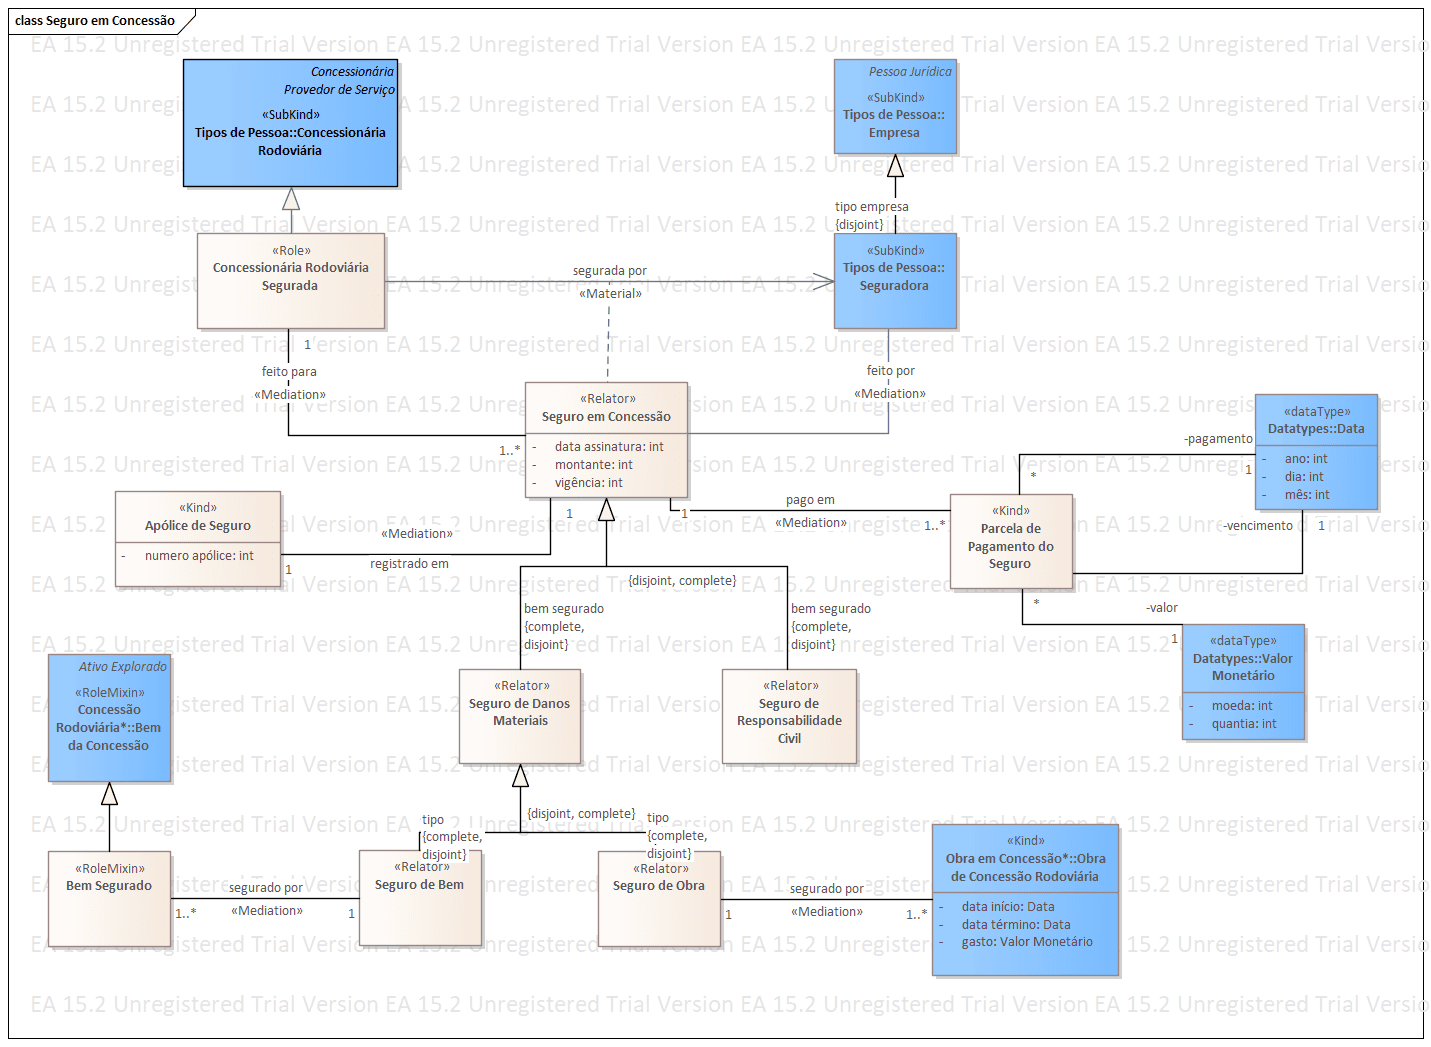 class Seguro em Concessão
EA 15.2 Unregistered Trial Version EA 15.2 Unregistered Trial Version EA 15.2 Unregistered Trial Version EA 15.2 Unregistered Trial Versio
Concessionária
Provedor de Serviço
«SubKind»
Tipos de Pessoa::Concessionária
Rodoviária
Pessoa Jurídica
«SubKind»
Tipos de Pessoa::
Empresa
tipo empresa
{disjoint}
«Role»
Concessionária Rodoviária
Segurada
segurada por
«Material»
«SubKind»
Tipos de Pessoa::
Seguradora
1
feito para
«Mediation»
1..*
feito por
«Mediation»
«Relator»
Seguro em Concessão
- data assinatura: int
- montante: int
- vigência: int
«dataType»
Datatypes::Data
- ano: int
- dia: int
- mês: int
-pagamento
1
*
-vencimento
1
«Kind»
Apólice de Seguro
- numero apólice: int
«Mediation»
registrado em
1
1
1
pago em
«Mediation»
1..*
«Kind»
Parcela de
Pagamento do
Seguro
*
-valor
1
«dataType»
Datatypes::Valor
Monetário
- moeda: int
- quantia: int
{disjoint, complete}
bem segurado
{complete,
disjoint}
bem segurado
{complete,
disjoint}
Ativo Explorado
«RoleMixin»
Concessão
Rodoviária*::Bem
da Concessão
«Relator»
Seguro de Danos
Materiais
«Relator»
Seguro de
Responsabilidade
Civil
{disjoint, complete}
tipo
{complete,
disjoint}
tipo
{complete,
disjoint}
«RoleMixin»
Bem Segurado
segurado por
«Mediation»
1..*
1
«Relator»
Seguro de Bem
«Relator»
Seguro de Obra
segurado por
«Mediation»
1
1..*
«Kind»
Obra em Concessão*::Obra
de Concessão Rodoviária
- data início: Data
- data término: Data
- gasto: Valor Monetário